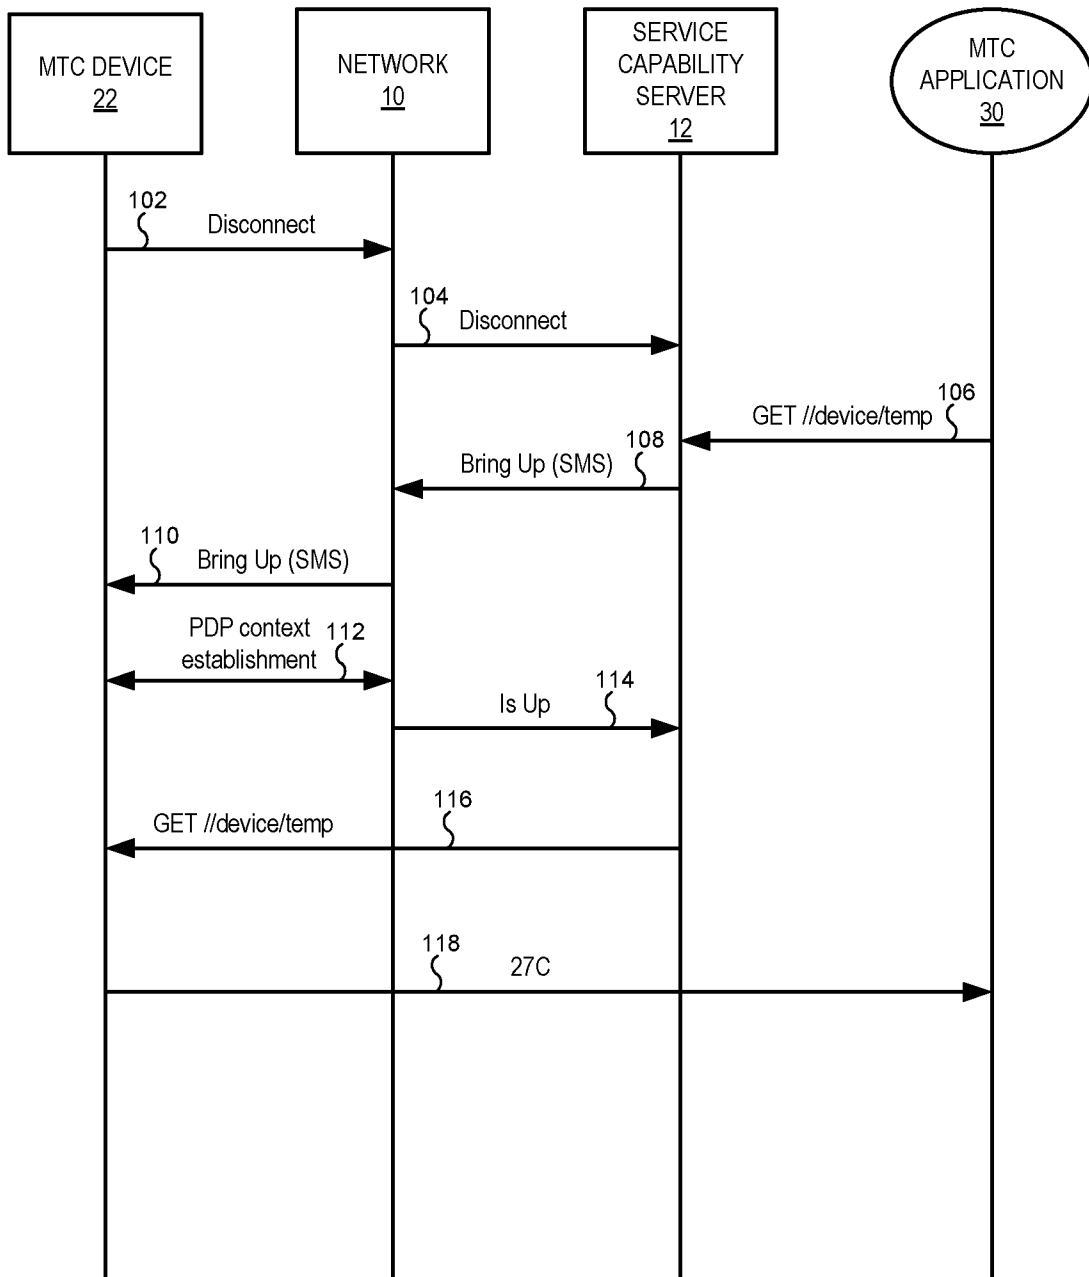 MTC DEVICE
22
NETWORK
10
SERVICE
CAPABILITY
SERVER
12
MTC
APPLICATION
30
102
Disconnect
104
Disconnect
106
GET //device/temp
108
Bring Up (SMS)
110
Bring Up (SMS)
PDP context
establishment
112
114
Is Up
116
GET //device/temp
118
27C